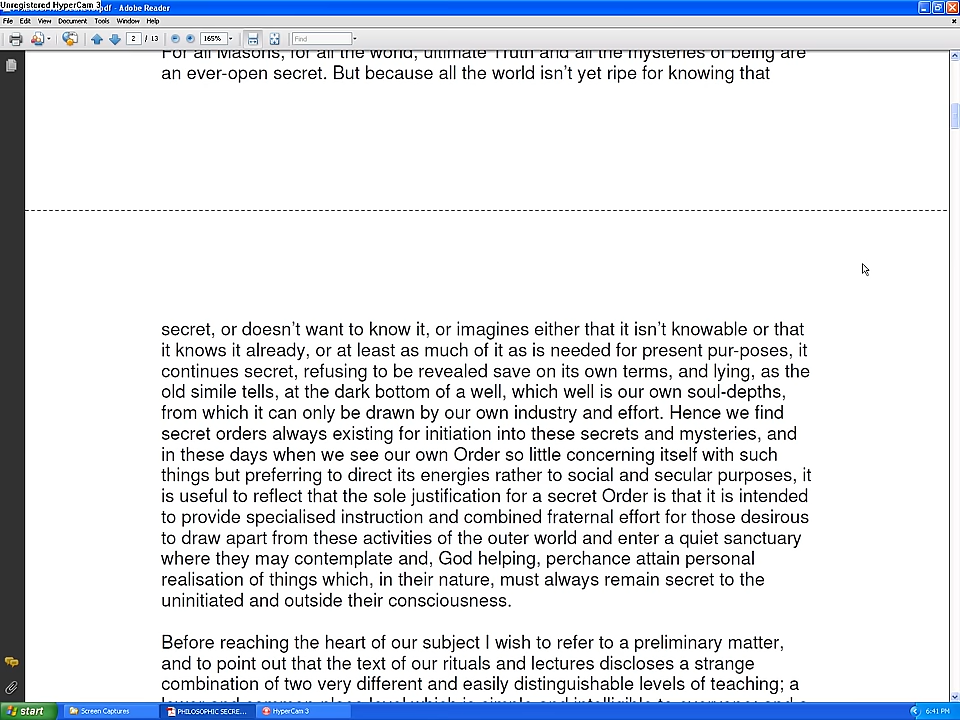 Unregistered HyperCam 3
.pdf - Adobe Reader
File Edit View Document Tools Window Help
2 / 13 165% Find
For all Masons, for all the world, ultimate Truth and all the mysteries of being are
an ever-open secret. But because all the world isn't yet ripe for knowing that
secret, or doesn't want to know it, or imagines either that it isn't knowable or that
it knows it already, or at least as much of it as is needed for present pur-poses, it
continues secret, refusing to be revealed save on its own terms, and lying, as the
old simile tells, at the dark bottom of a well, which well is our own soul-depths,
from which it can only be drawn by our own industry and effort. Hence we find
secret orders always existing for initiation into these secrets and mysteries, and
in these days when we see our own Order so little concerning itself with such
things but preferring to direct its energies rather to social and secular purposes, it
is useful to reflect that the sole justification for a secret Order is that it is intended
to provide specialised instruction and combined fraternal effort for those desirous
to draw apart from these activities of the outer world and enter a quiet sanctuary
where they may contemplate and, God helping, perchance attain personal
realisation of things which, in their nature, must always remain secret to the
uninitiated and outside their consciousness.
Before reaching the heart of our subject I wish to refer to a preliminary matter,
and to point out that the text of our rituals and lectures discloses a strange
combination of two very different and easily distinguishable levels of teaching; a
start Screen Captures PHILOSOPHIC SECRE... HyperCam 3 6:41 PM